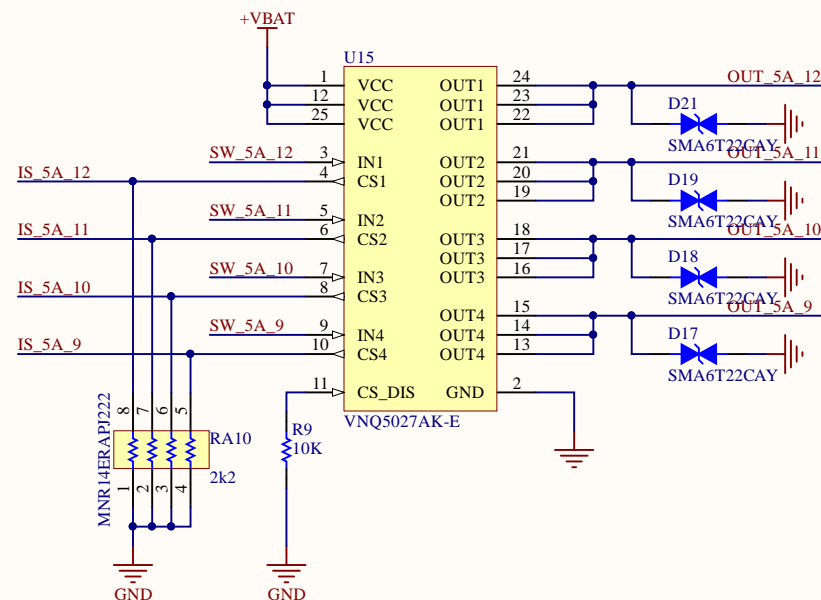 +VBAT
U15
1 VCC OUT1 24 OUT_5A_12
12 VCC OUT1 23 D21
25 VCC OUT1 22
SMA6T22CAY
SW_5A_12 3 IN1 OUT2 21 OUT_5A_11
IS_5A_12 4 CS1 OUT2 20 D19
OUT2 19
SMA6T22CAY
SW_5A_11 5 IN2
IS_5A_11 6 CS2 OUT3 18 OUT_5A_10
OUT3 17 D18
SW_5A_10 7 IN3 OUT3 16
IS_5A_10 8 CS3
SMA6T22CAY
OUT4 15 OUT_5A_9
SW_5A_9 9 IN4 OUT4 14 D17
IS_5A_9 10 CS4 OUT4 13
SMA6T22CAY
11 CS_DIS GND 2
VNQ5027AK-E
8 7 6 5
MNR14ERAPJ222
RA10
2k2
1 2 3 4
R9
10K
GND
GND